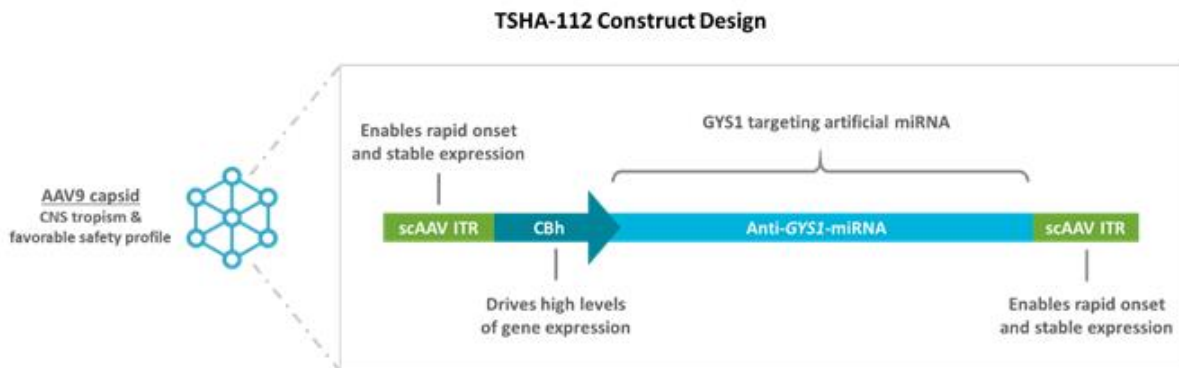 TSHA-112 Construct Design
Enables rapid onset
and stable expression
GYS1 targeting artificial miRNA
AAV9 capsid
CNS tropism &
favorable safety profile
scAAV ITR
CBh
Anti-GYS1-miRNA
scAAV ITR
Drives high levels
of gene expression
Enables rapid onset
and stable expression